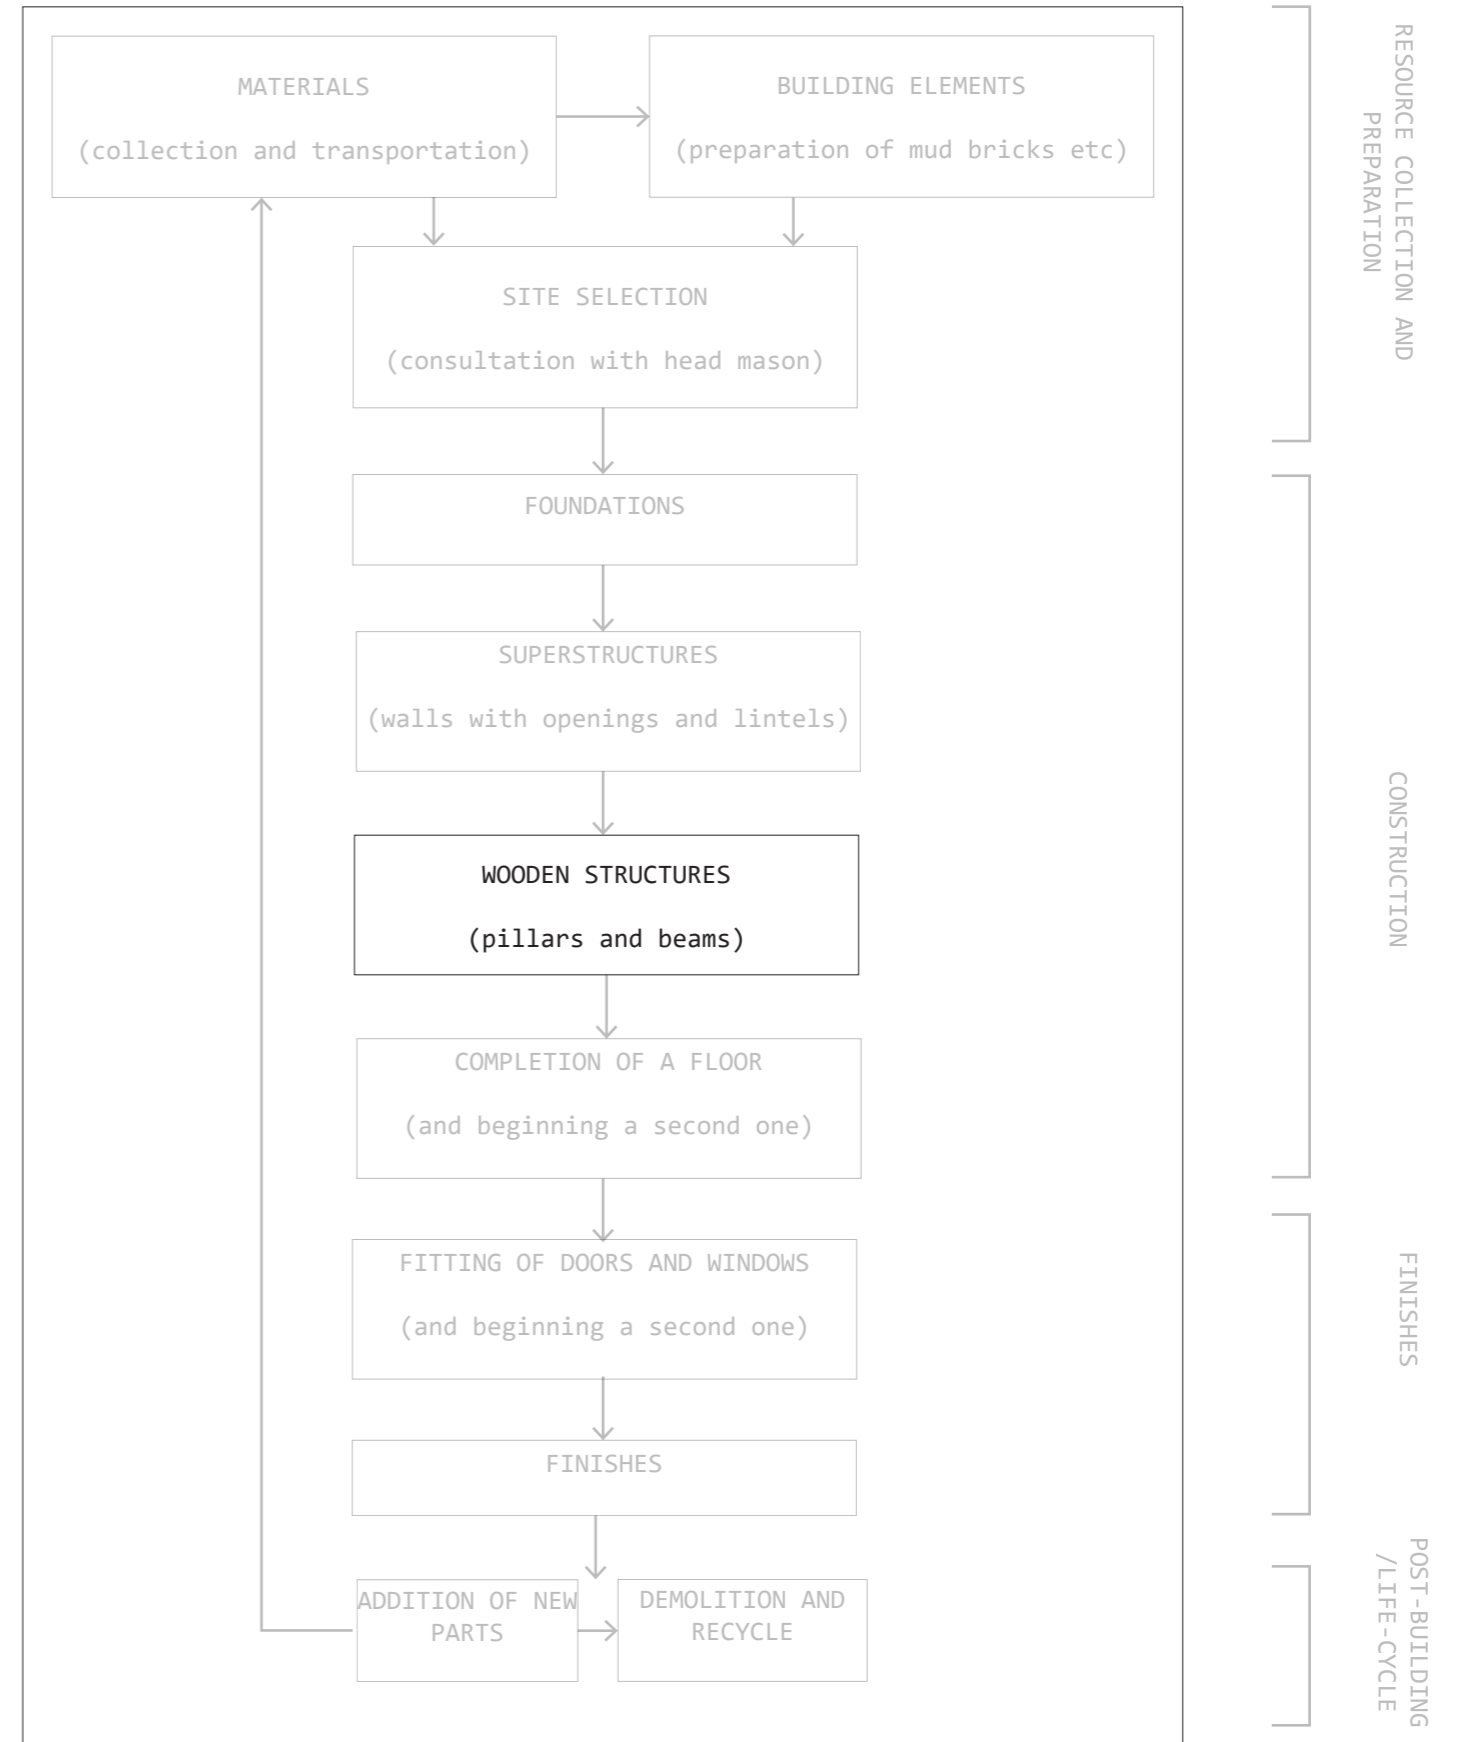 MATERIALS
(collection and transportation)
BUILDING ELEMENTS
(preparation of mud bricks etc)
SITE SELECTION
(consultation with head mason)
FOUNDATIONS
SUPERSTRUCTURES
(walls with openings and lintels)
WOODEN STRUCTURES
(pillars and beams)
COMPLETION OF A FLOOR
(and beginning a second one)
FITTING OF DOORS AND WINDOWS
(and beginning a second one)
FINISHES
ADDITION OF NEW
PARTS
DEMOLITION AND
RECYCLE
RESOURCE COLLECTION AND
PREPARATION
CONSTRUCTION
FINISHES
POST-BUILDING
/LIFE-CYCLE